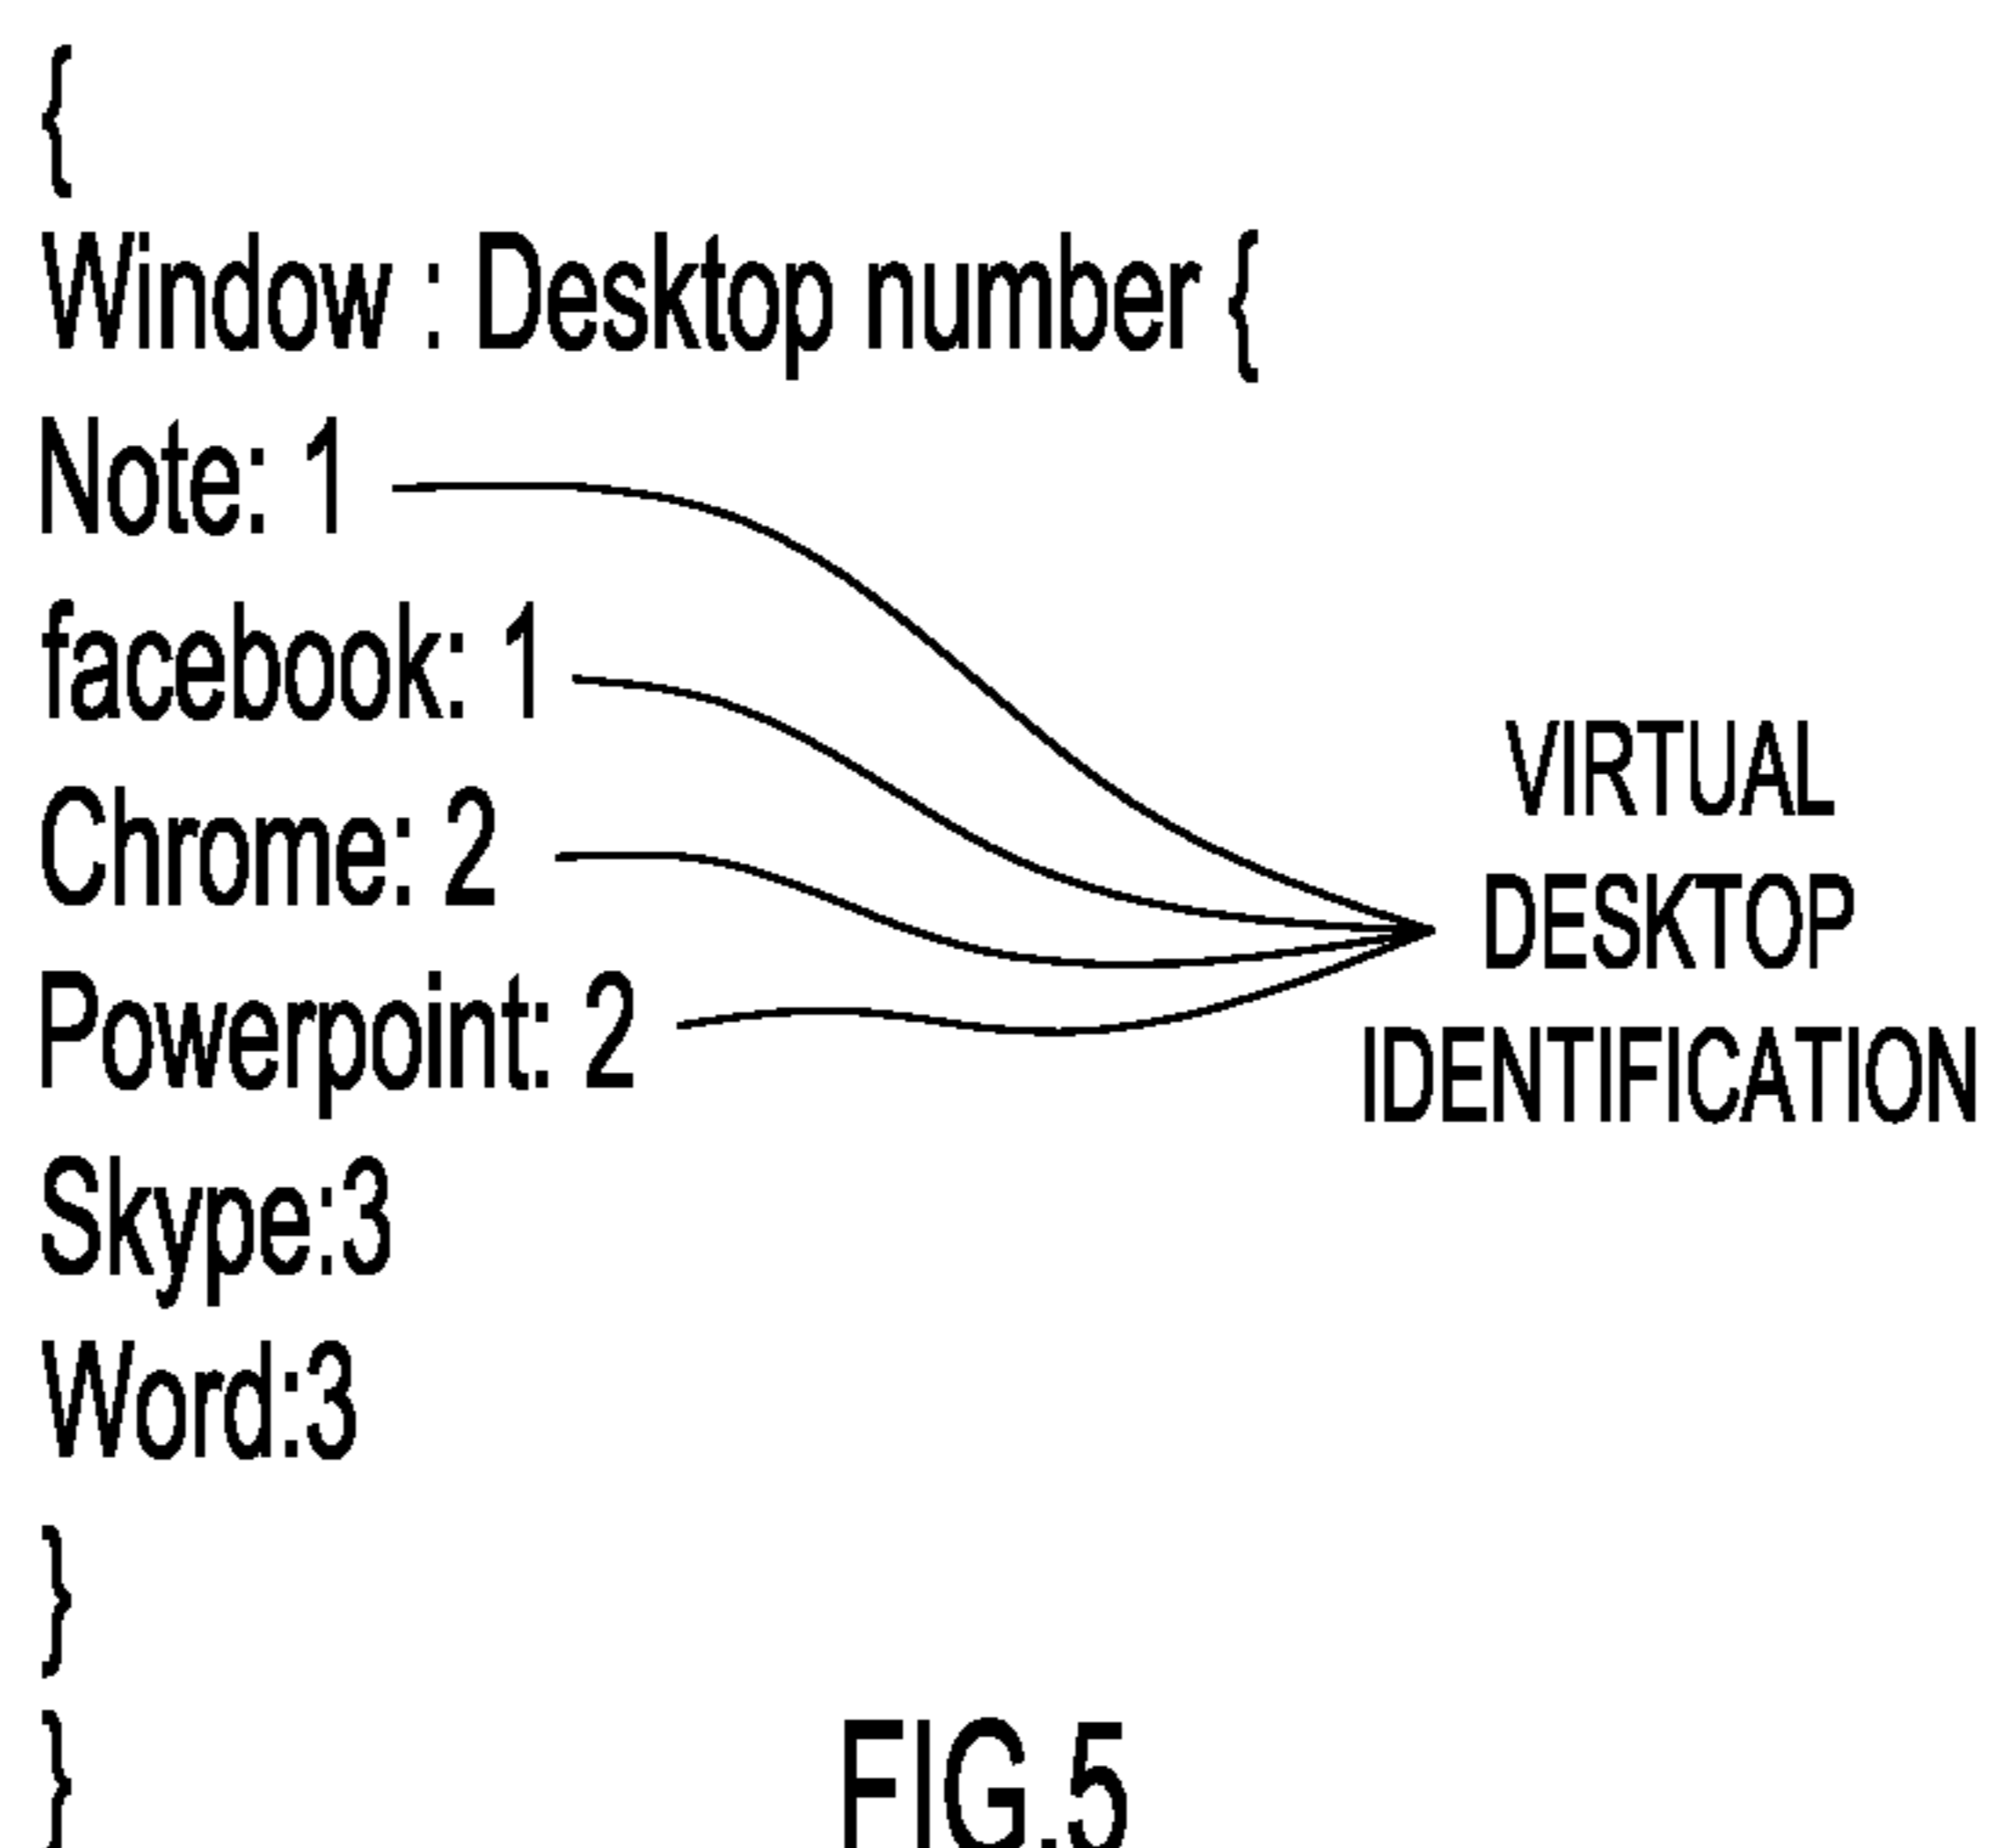 {
Window : Desktop number {
Note: 1
facebook: 1
Chrome: 2
Powerpoint: 2
Skype:3
Word:3
}
}
VIRTUAL
DESKTOP
IDENTIFICATION
FIG.5